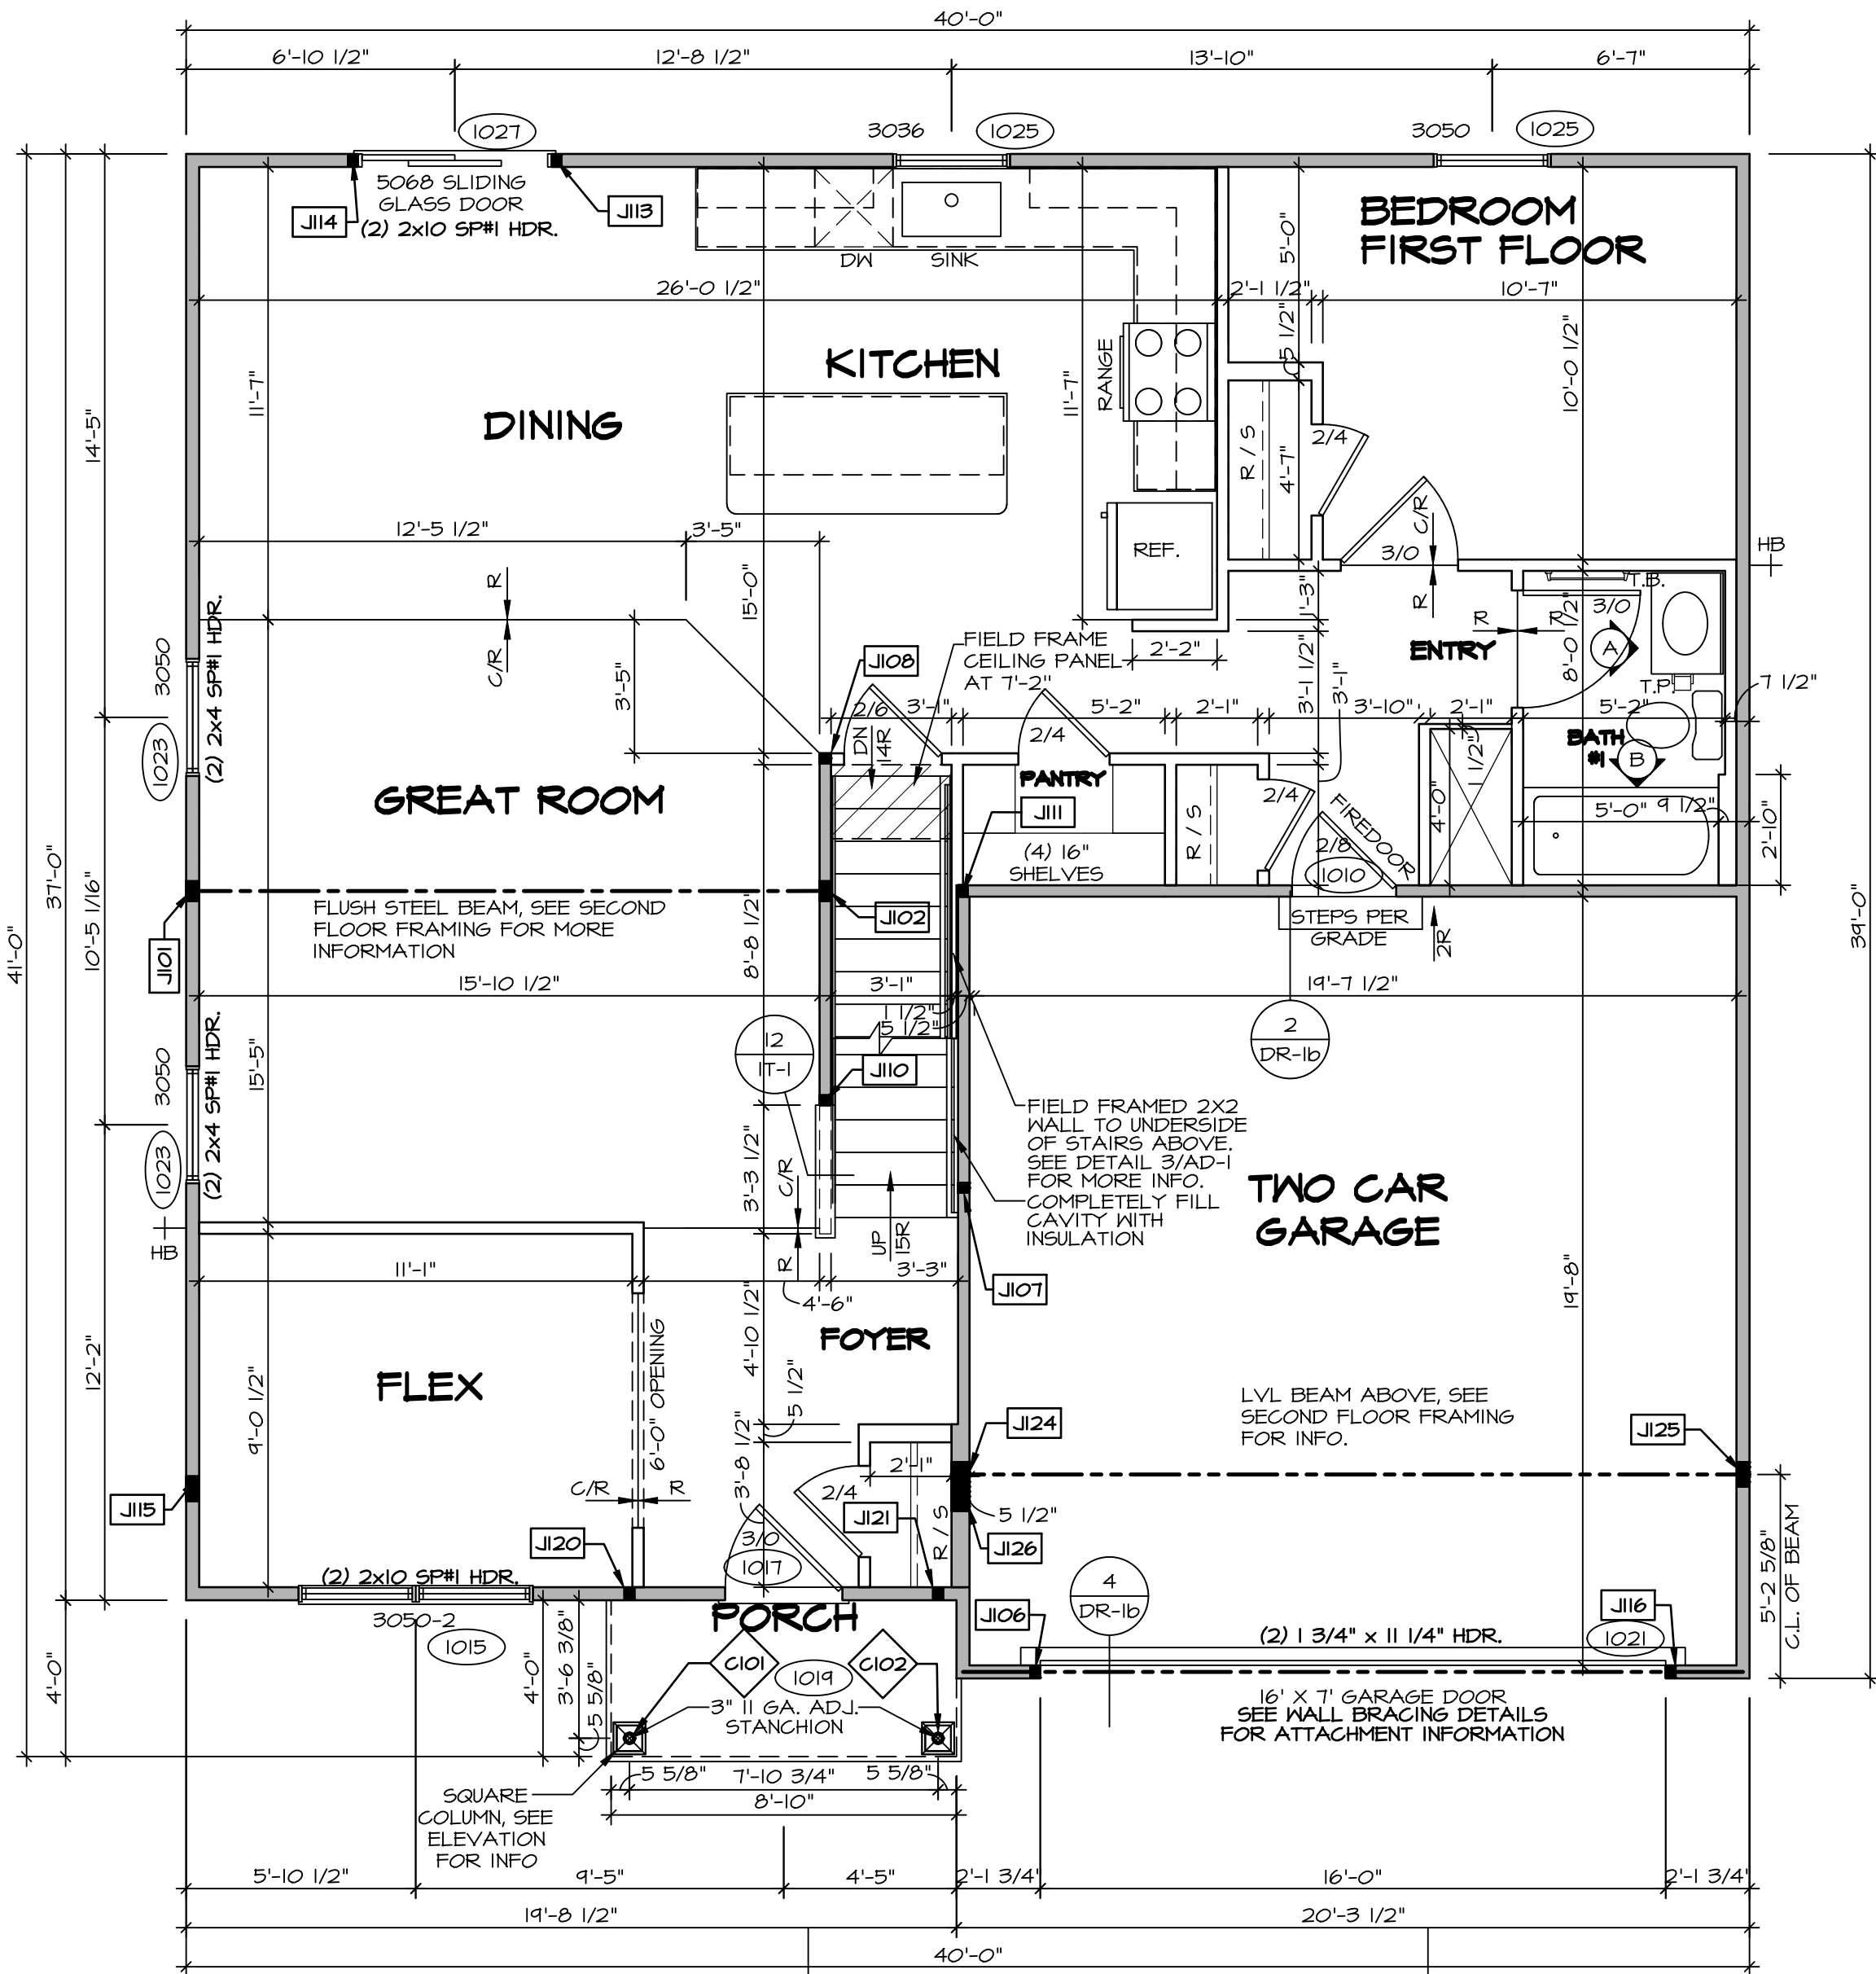 40'-0"
6'-10 1/2"
12'-8 1/2"
13'-10"
6'-7"
1027
3036
1025
3050
1025
5068 SLIDING
GLASS DOOR
(2) 2x10 SP#1 HDR.
J114
J113
DW
SINK
BEDROOM
FIRST FLOOR
5'-0"
26'-0 1/2"
2'-1 1/2"
10'-7"
5 1/2"
10'-0 1/2"
KITCHEN
RANGE
11'-7"
11'-7"
DINING
14'-5"
R / S
2/4
4'-7"
12'-5 1/2"
3'-5"
REF.
C/R
3/0
R
HB
T.B.
R
C/R
15'-0"
1'-3"
3/0
8'-0 1/2"
R
R
A
ENTRY
(2) 2x4 SP#1 HDR.
3050
1023
3'-5"
J108
FIELD FRAME
CEILING PANEL
AT 7'-2"
2'-2"
3'-1 1/2"
3'-1"
T.P.
7 1/2"
2/6
3'-1"
5'-2"
2'-1"
3'-10"
2'-1"
5'-2"
DN
14R
2/4
BATH
#1
B
1 1/2"
PANTRY
J111
2/4
FIREDOOR
4'-0"
5'-0"
9 1/2"
2'-10"
GREAT ROOM
37'-0"
10'-5 1/16"
(4) 16"
SHELVES
R / S
2/8
1010
41'-0"
39'-0"
FLUSH STEEL BEAM, SEE SECOND
FLOOR FRAMING FOR MORE
INFORMATION
J101
J102
STEPS PER
GRADE
2R
8'-8 1/2"
15'-10 1/2"
3'-1"
19'-7 1/2"
1 1/2"
5 1/2"
12
IT-1
J110
2
DR-1b
(2) 2x4 SP#1 HDR.
3050
1023
15'-5"
FIELD FRAMED 2X2
WALL TO UNDERSIDE
OF STAIRS ABOVE.
SEE DETAIL 3/AD-1
FOR MORE INFO.
COMPLETELY FILL
CAVITY WITH
INSULATION
3'-3 1/2"
C/R
R
TWO CAR
GARAGE
HB
UP
15R
11'-1"
3'-3"
4'-6"
J107
19'-8"
4'-10 1/2"
FOYER
12'-2"
FLEX
6'-0" OPENING
9'-0 1/2"
5 1/2"
LVL BEAM ABOVE, SEE
SECOND FLOOR FRAMING
FOR INFO.
J124
J125
3'-8 1/2"
2'-1"
C/R
R
2/4
J115
J120
J121
R / S
5 1/2"
J126
3/0
1017
(2) 2x10 SP#1 HDR.
5'-2 5/8"
C.L. OF BEAM
4
DR-1b
3050-2
1015
PORCH
J106
J116
1021
(2) 1 3/4" x 11 1/4" HDR.
4'-0"
4'-0"
3'-6 3/8"
5 5/8"
C101
1019
C102
3" 11 GA. ADJ.
STANCHION
16' X 7' GARAGE DOOR
SEE WALL BRACING DETAILS
FOR ATTACHMENT INFORMATION
5 5/8"
7'-10 3/4"
5 5/8"
8'-10"
SQUARE
COLUMN, SEE
ELEVATION
FOR INFO
5'-10 1/2"
9'-5"
4'-5"
2'-1 3/4"
16'-0"
2'-1 3/4"
19'-8 1/2"
20'-3 1/2"
40'-0"